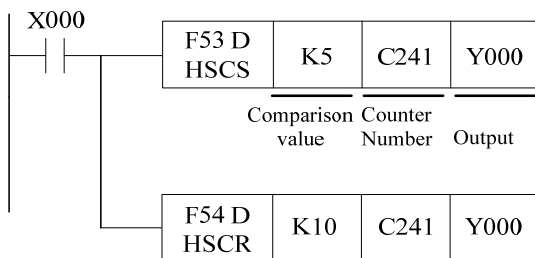 X000
F53 D
HSCS
K5
C241
Y000
Comparison
value
Counter
Number
Output
F54 D
HSCR
K10
C241
Y000